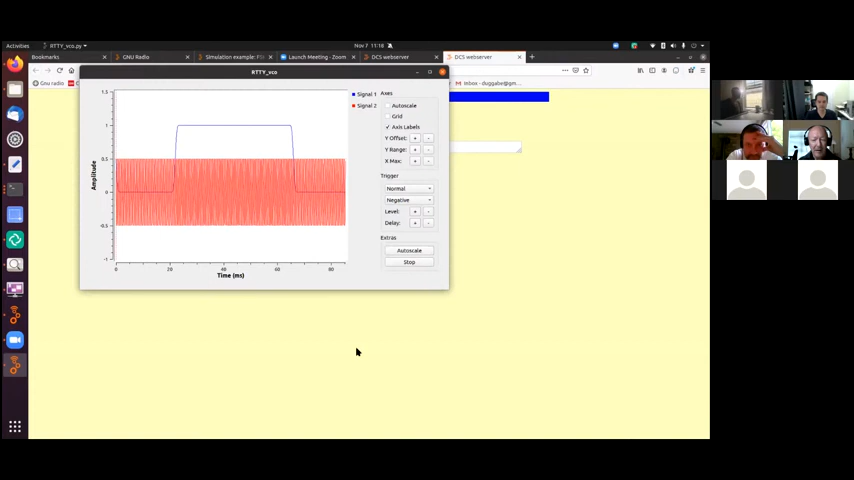 Activities
RTTY_vco.py
Nov 7 11:18
Bookmarks
GNU Radio
Simulation example: FM
Launch Meeting - Zoom
DCS webserver
DCS webserver
Gnu radio
Inbox - duggabe@gm...
RTTY_vco
1.5
1
0.5
0
-0.5
-1
Amplitude
0
20
40
60
80
Time (ms)
Signal 1
Signal 2
Axes
Autoscale
Grid
Axis Labels
Y Offset: + -
Y Range: + -
X Max: + -
Trigger
Normal
Negative
Level: + -
Delay: + -
Extras
Autoscale
Stop